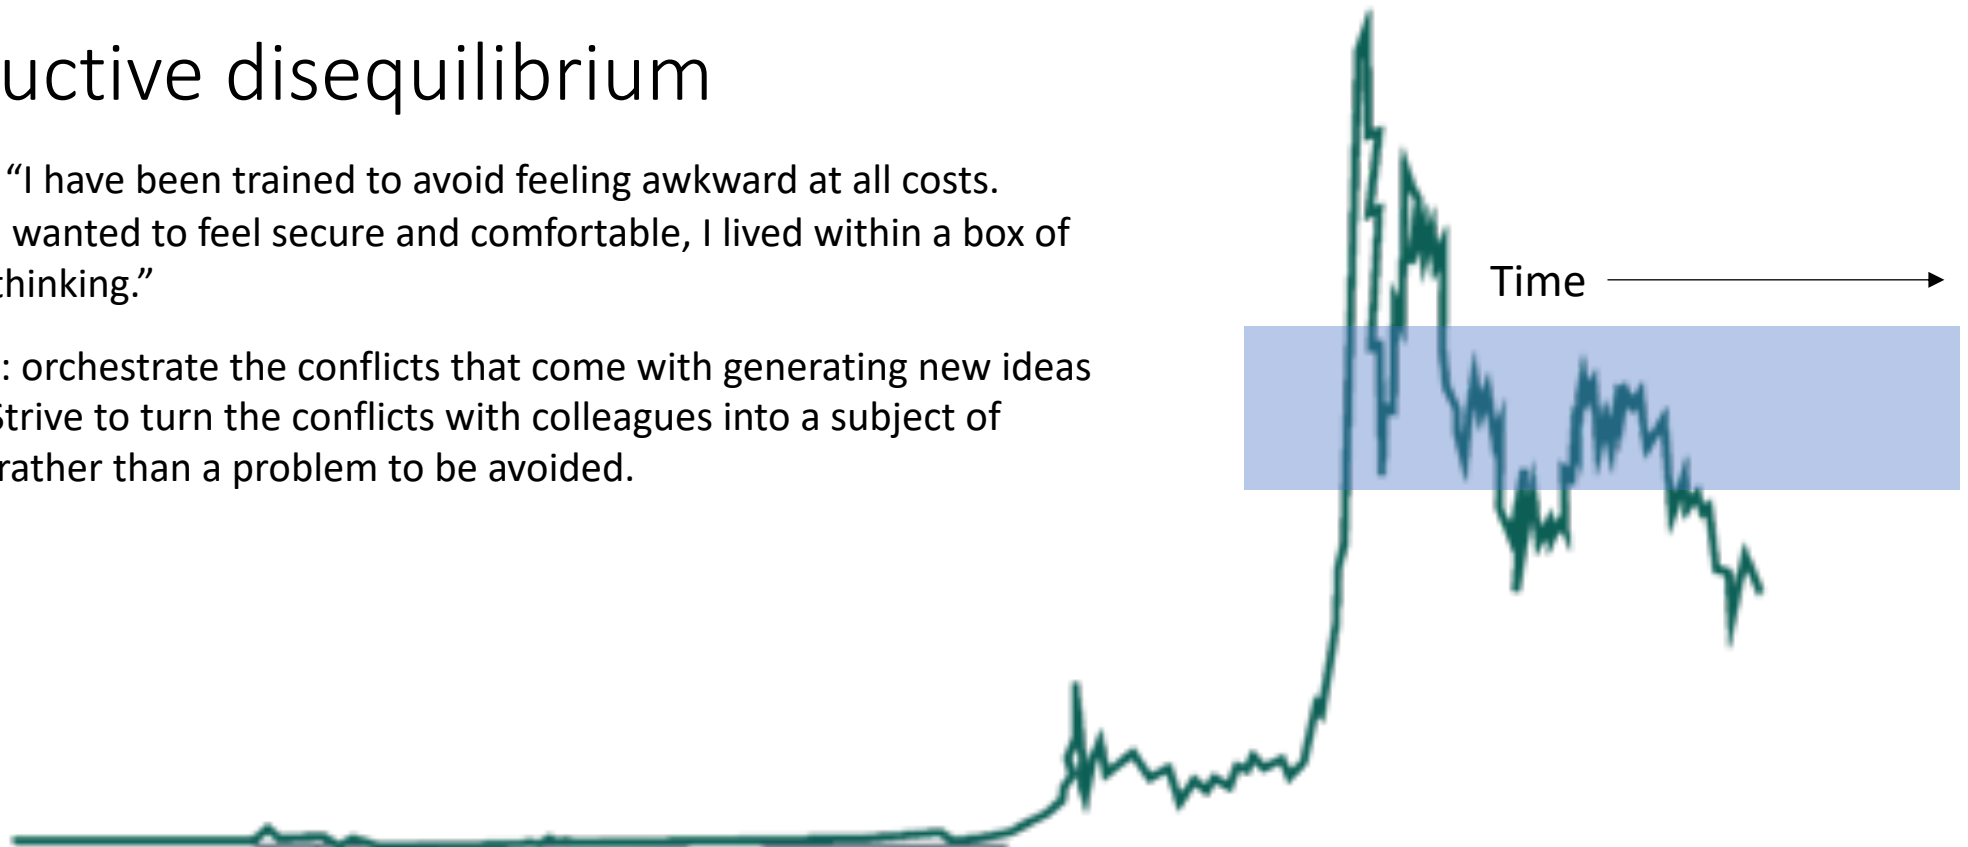 uctive disequilibrium
“I have been trained to avoid feeling awkward at all costs.
wanted to feel secure and comfortable, I lived within a box of
thinking.”
Time
: orchestrate the conflicts that come with generating new ideas
Strive to turn the conflicts with colleagues into a subject of
rather than a problem to be avoided.